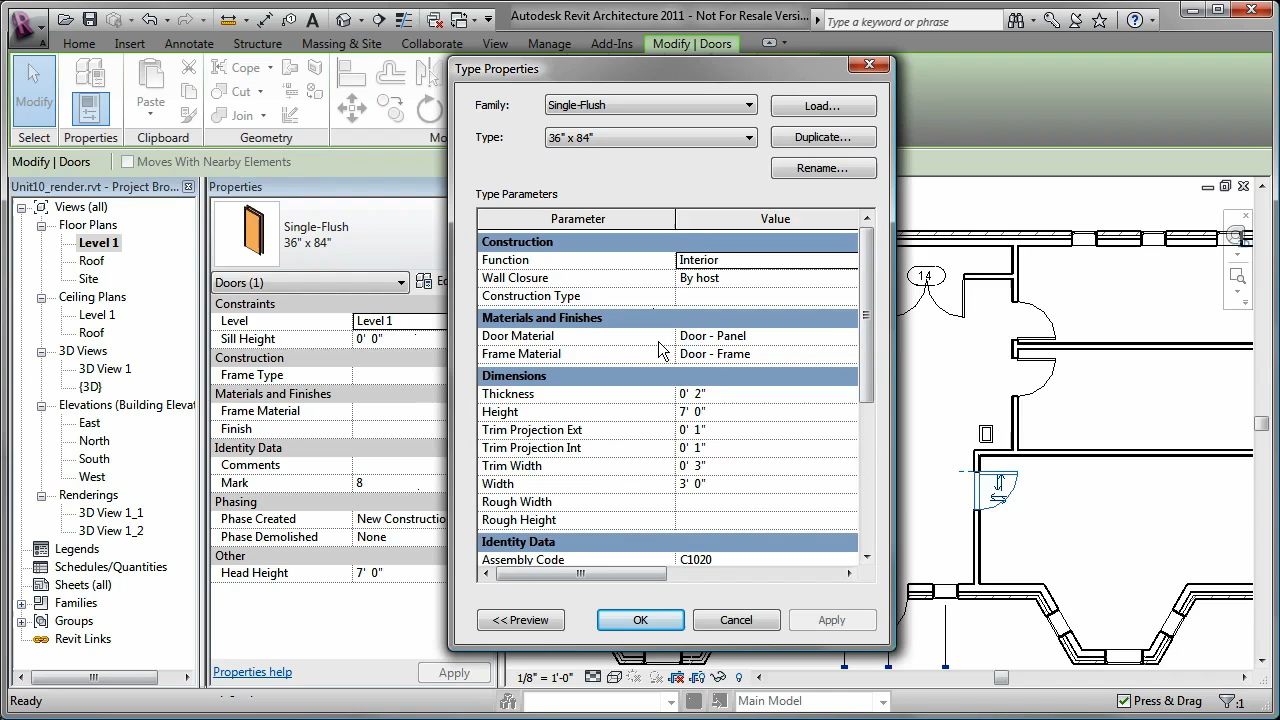 Autodesk Revit Architecture 2011 - Not For Resale Versi...
Type a keyword or phrase
Home
Insert
Annotate
Structure
Massing & Site
Collaborate
View
Manage
Add-Ins
Modify | Doors
Modify
Paste
Cope
Cut
Join
Select
Properties
Clipboard
Geometry
Modify | Doors
Moves With Nearby Elements
Unit10_render.rvt - Project Bro...
Views (all)
Floor Plans
Level 1
Roof
Site
Ceiling Plans
Level 1
Roof
3D Views
3D View 1
{3D}
Elevations (Building Elevat
East
North
South
West
Renderings
3D View 1_1
3D View 1_2
Legends
Schedules/Quantities
Sheets (all)
Families
Groups
Revit Links
Properties
Single-Flush
36" x 84"
Doors (1)
Constraints
Level Level 1
Sill Height 0' 0"
Construction
Frame Type
Materials and Finishes
Frame Material
Finish
Identity Data
Comments
Mark 8
Phasing
Phase Created New Construction
Phase Demolished None
Other
Head Height 7' 0"
Properties help
Apply
Type Properties
Family: Single-Flush Load...
Type: 36" x 84" Duplicate...
Rename...
Type Parameters
Parameter Value
Construction
Function Interior
Wall Closure By host
Construction Type
Materials and Finishes
Door Material Door - Panel
Frame Material Door - Frame
Dimensions
Thickness 0' 2"
Height 7' 0"
Trim Projection Ext 0' 1"
Trim Projection Int 0' 1"
Trim Width 0' 3"
Width 3' 0"
Rough Width
Rough Height
Identity Data
Assembly Code C1020
<< Preview OK Cancel Apply
14
1/8" = 1'-0"
Ready
Main Model
Press & Drag
:1